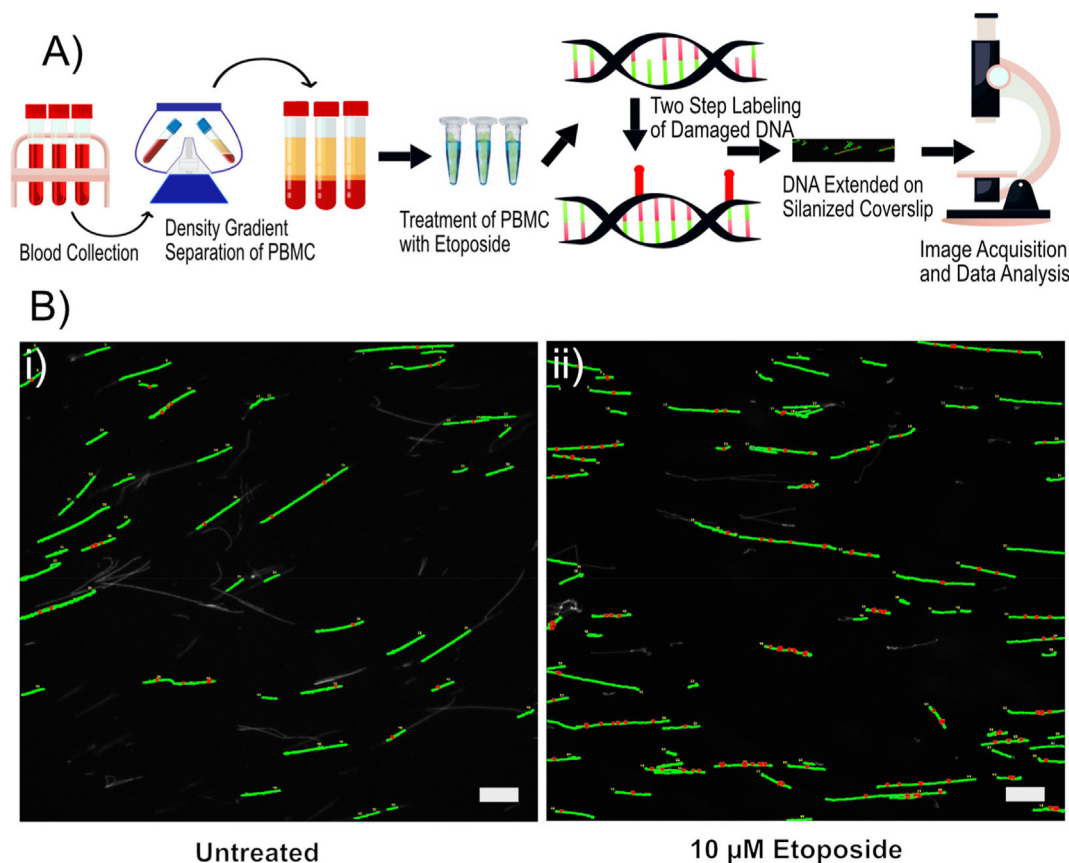 A)
Blood Collection
Density Gradient
Separation of PBMC
Treatment of PBMC
with Etoposide
Two Step Labeling
of Damaged DNA
DNA Extended on
Silanized Coverslip
Image Acquisition
and Data Analysis
B)
i)
ii)
Untreated
10 µM Etoposide